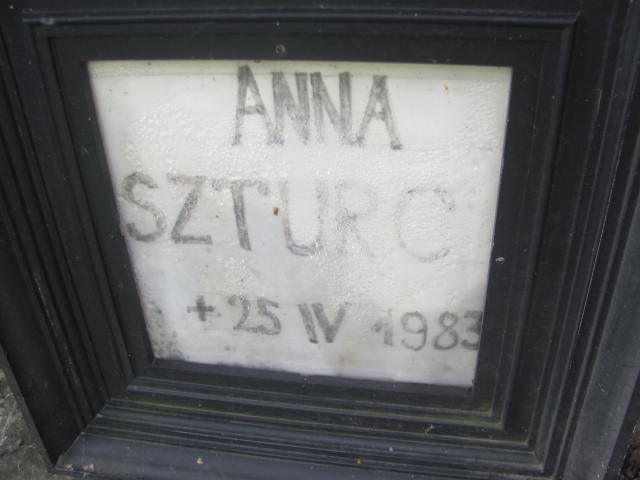 ANNA
SZTURC
+ 25 IV 1983